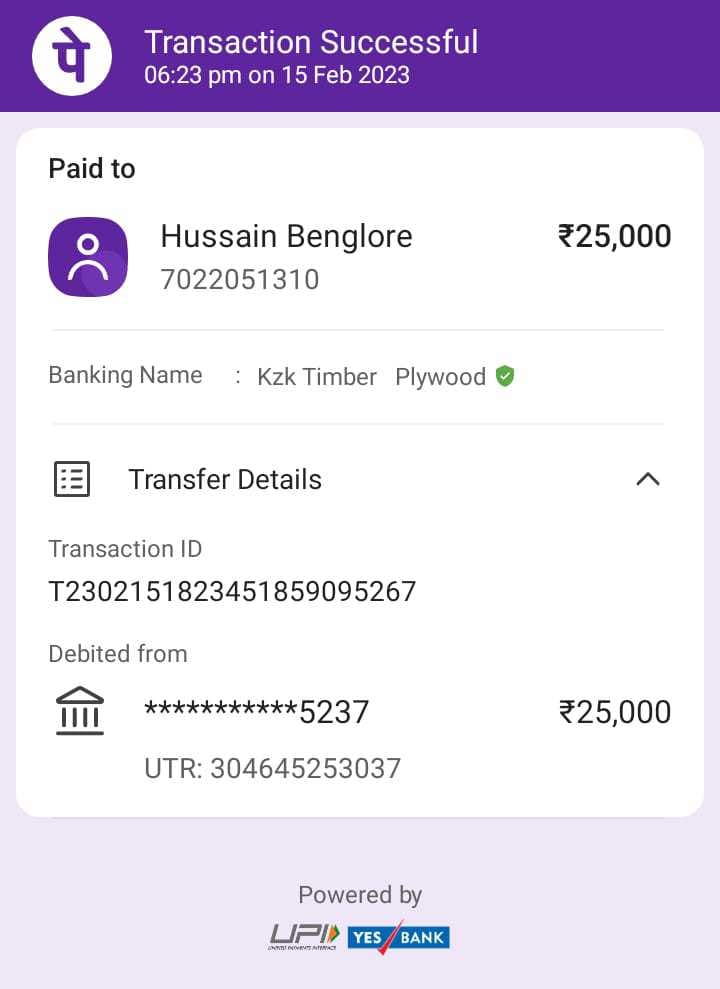 पे
Transaction Successful
06:23 pm on 15 Feb 2023
Paid to
Hussain Benglore ₹25,000
7022051310
Banking Name : Kzk Timber Plywood
Transfer Details
Transaction ID
T2302151823451859095267
Debited from
***********5237 ₹25,000
UTR: 304645253037
Powered by
UPI YES BANK
UNIFIED PAYMENTS INTERFACE